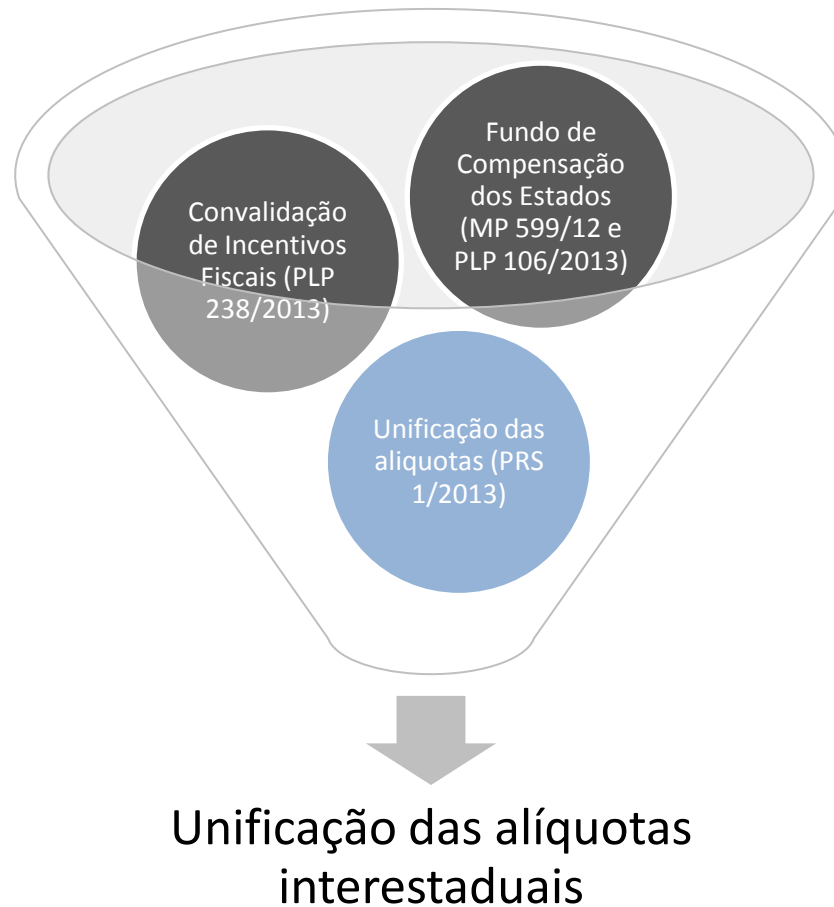 Fundo de
Compensação
dos Estados
(MP 599/12 e
PLP 106/2013)
Convalidação
de Incentivos
Fiscais (PLP
238/2013)
Unificação das
aliquotas (PRS
1/2013)
Unificação das alíquotas
interestaduais